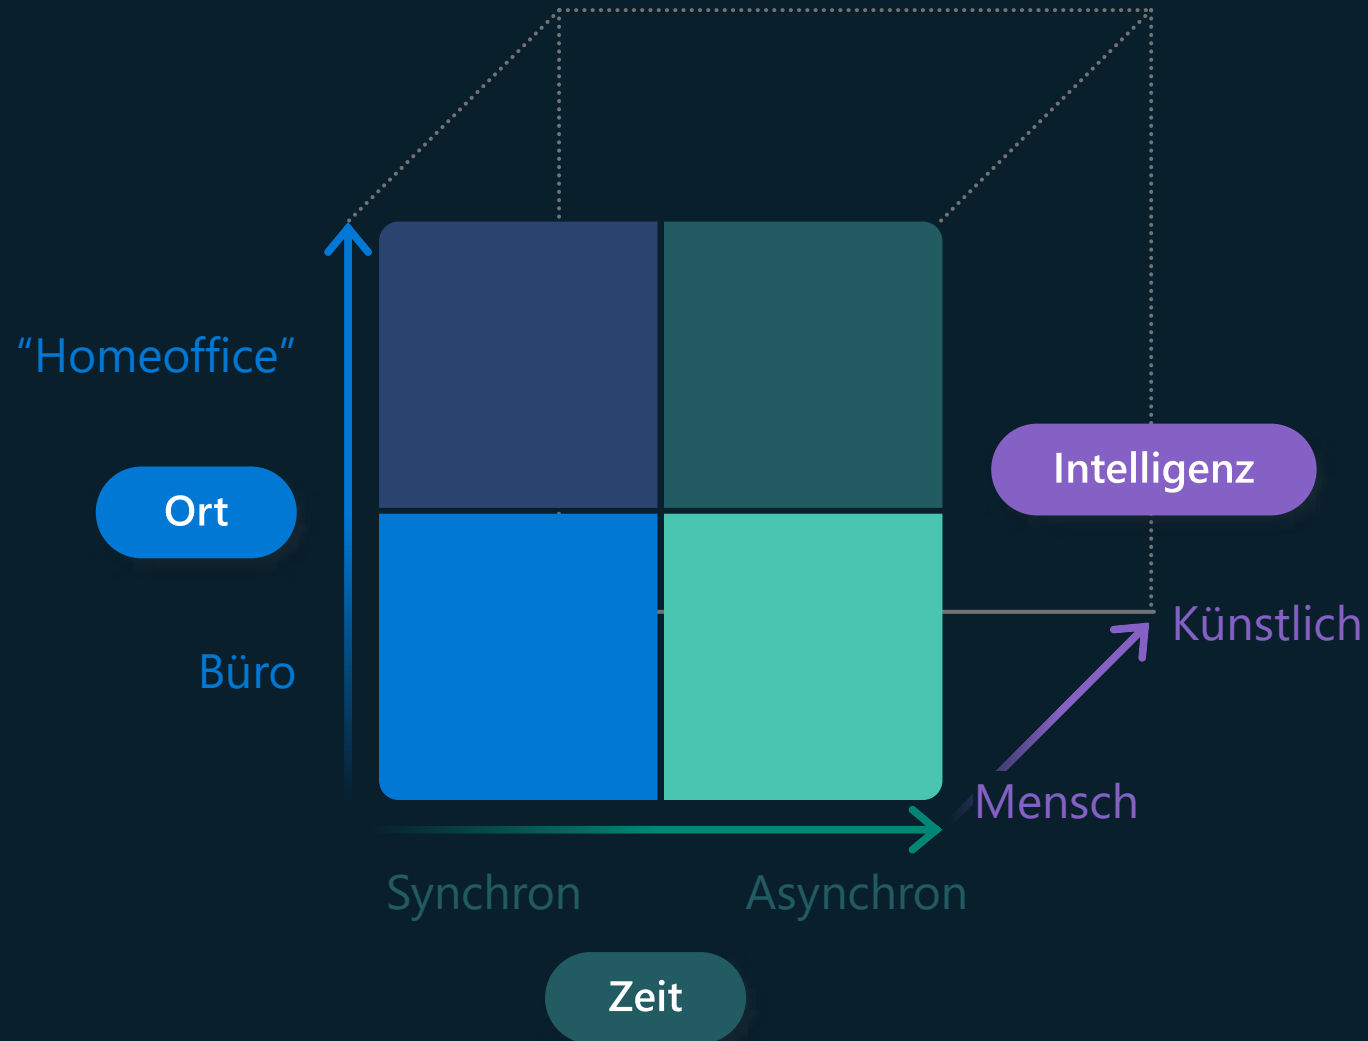 “Homeoffice”
Ort
Büro
Intelligenz
Künstlich
Mensch
Synchron
Asynchron
Zeit